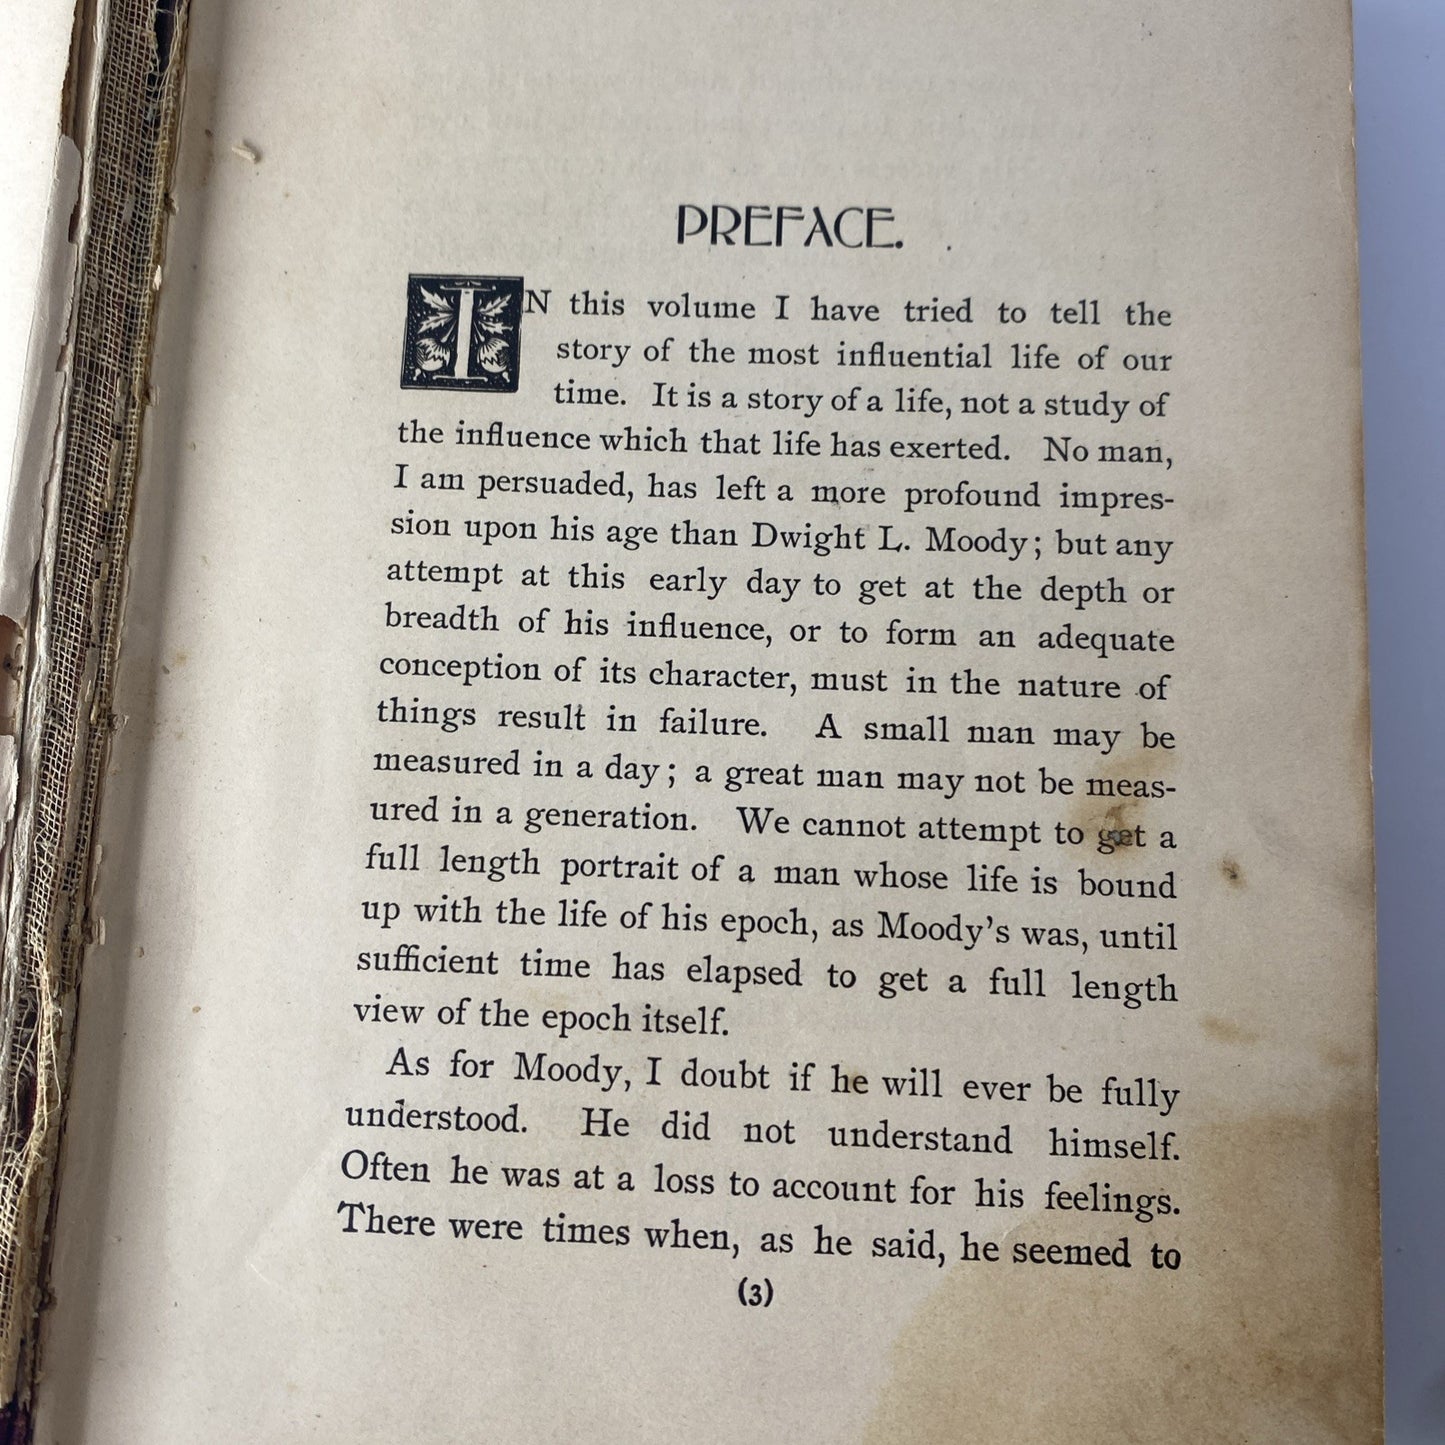 PREFACE.
IN this volume I have tried to tell the
story of the most influential life of our
time. It is a story of a life, not a study of
the influence which that life has exerted. No man,
I am persuaded, has left a more profound impres-
sion upon his age than Dwight L. Moody; but any
attempt at this early day to get at the depth or
breadth of his influence, or to form an adequate
conception of its character, must in the nature of
things result in failure. A small man may be
measured in a day; a great man may not be meas-
ured in a generation. We cannot attempt to get a
full length portrait of a man whose life is bound
up with the life of his epoch, as Moody's was, until
sufficient time has elapsed to get a full length
view of the epoch itself.
As for Moody, I doubt if he will ever be fully
understood. He did not understand himself.
Often he was at a loss to account for his feelings.
There were times when, as he said, he seemed to
(3)